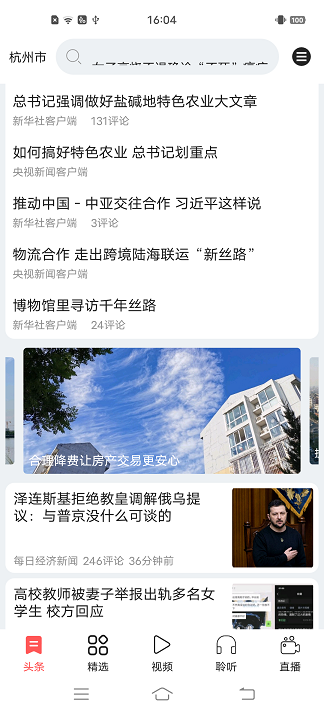 16:04
100
杭州市
总书记强调做好盐碱地特色农业大文章
新华社客户端 131评论
如何搞好特色农业 总书记划重点
央视新闻客户端
推动中国－中亚交往合作 习近平这样说
新华社客户端 3评论
物流合作 走出跨境陆海联运“新丝路”
央视新闻客户端
博物馆里寻访千年丝路
新华社客户端 24评论
合理降费让房产交易更安心
泽连斯基拒绝教皇调解俄乌提
议：与普京没什么可谈的
每日经济新闻 246评论 36分钟前
高校教师被妻子举报出轨多名女
学生 校方回应
头条 精选 视频 聆听 直播